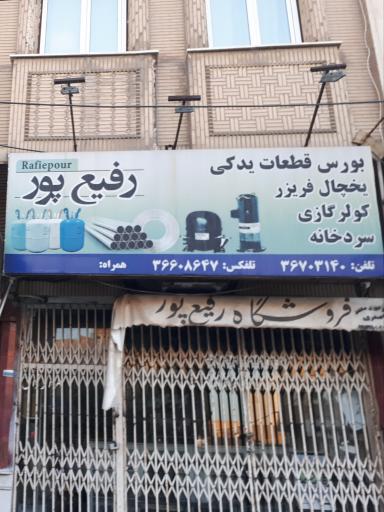 Rafiepour
رفیع پور
بورس قطعات یدکی
یخچال فریزر
کولرگازی
سردخانه
تلفن: ۳۶۷۰۳۱۴۰ تلفکس: ۳۶۶۰۸۶۴۷ همراه:
فروشگاه رفیع پور